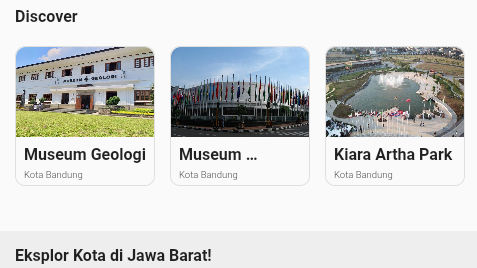 Discover
MUSEUM GEOLOGI
Museum Geologi
Museum ...
Kiara Artha Park
Kota Bandung
Kota Bandung
Kota Bandung
Eksplor Kota di Jawa Barat!